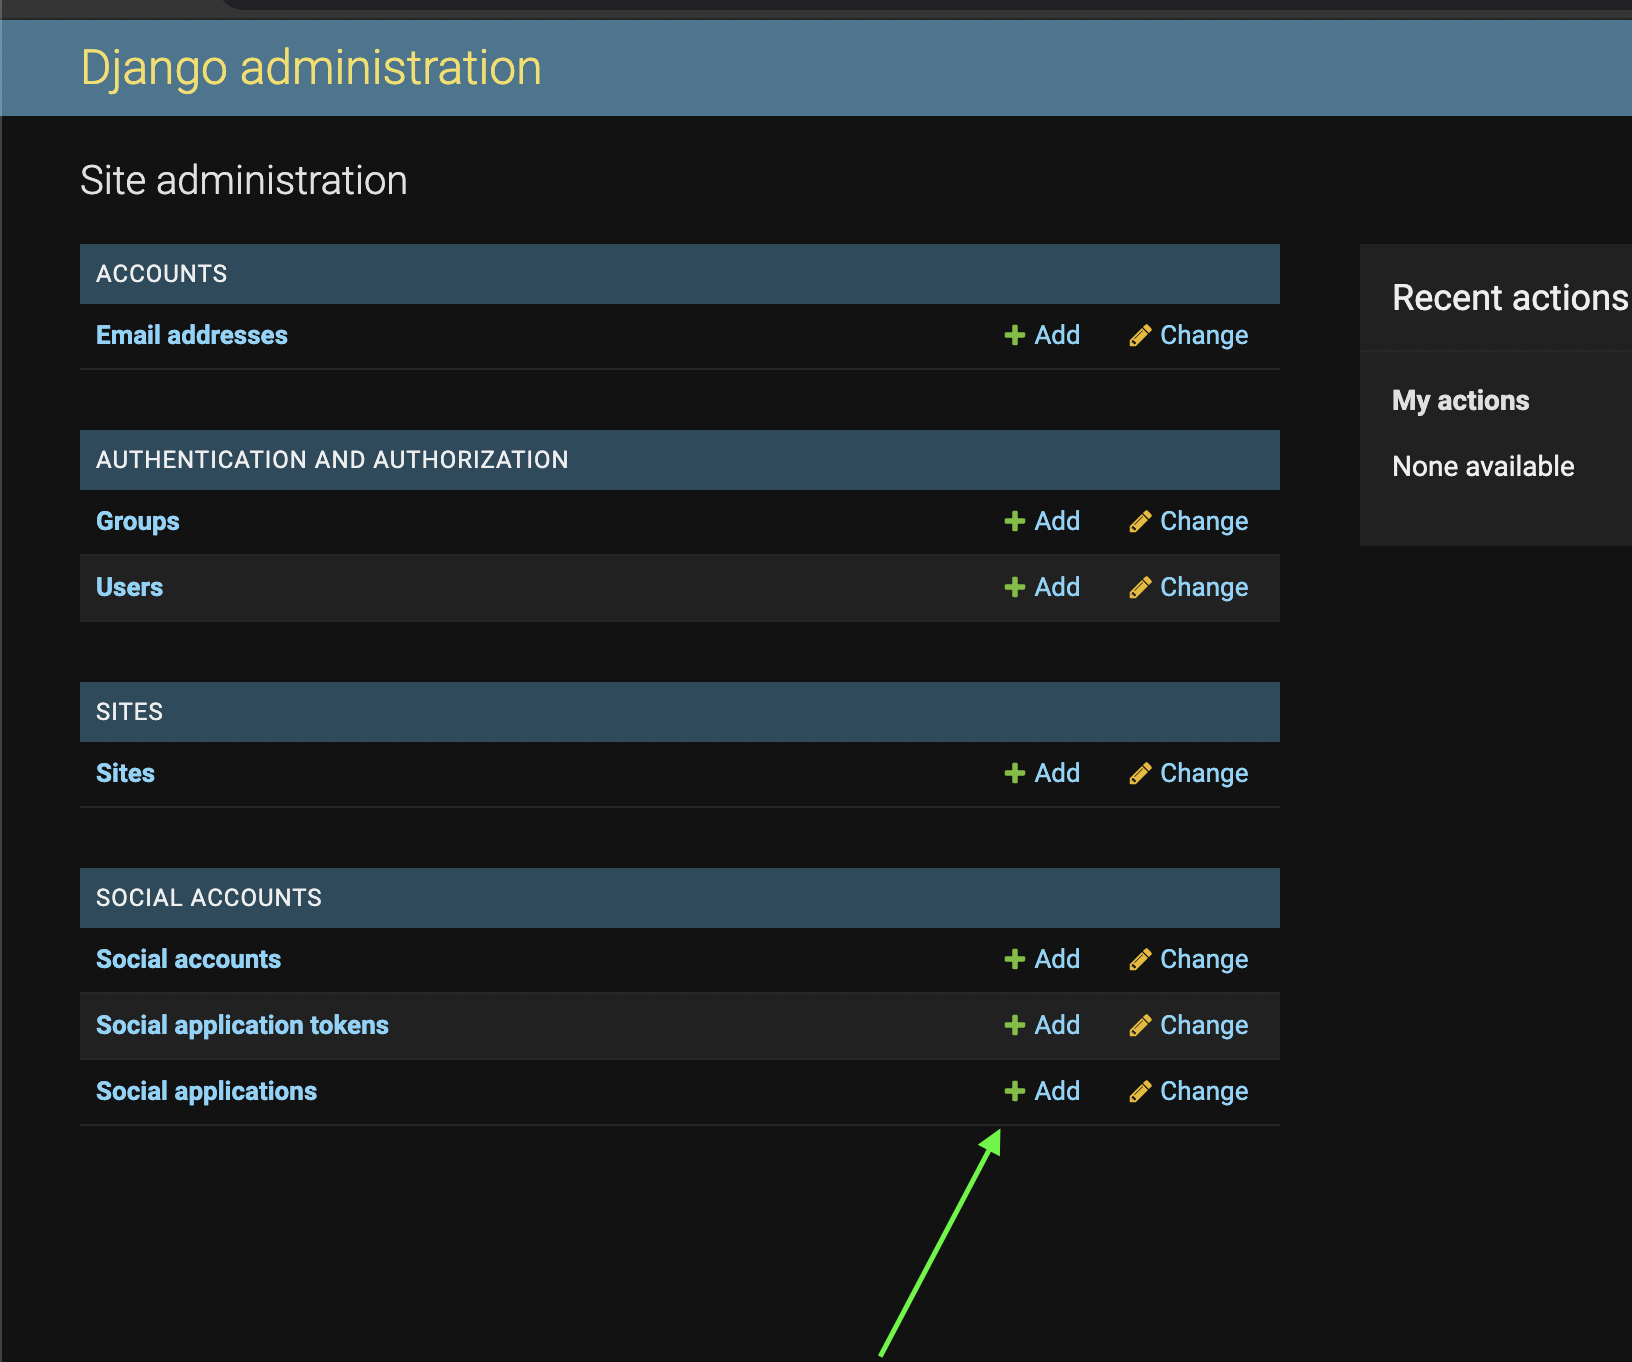 Django administration
Site administration
ACCOUNTS
Email addresses Add Change
AUTHENTICATION AND AUTHORIZATION
Groups Add Change
Users Add Change
SITES
Sites Add Change
SOCIAL ACCOUNTS
Social accounts Add Change
Social application tokens Add Change
Social applications Add Change
Recent actions
My actions
None available